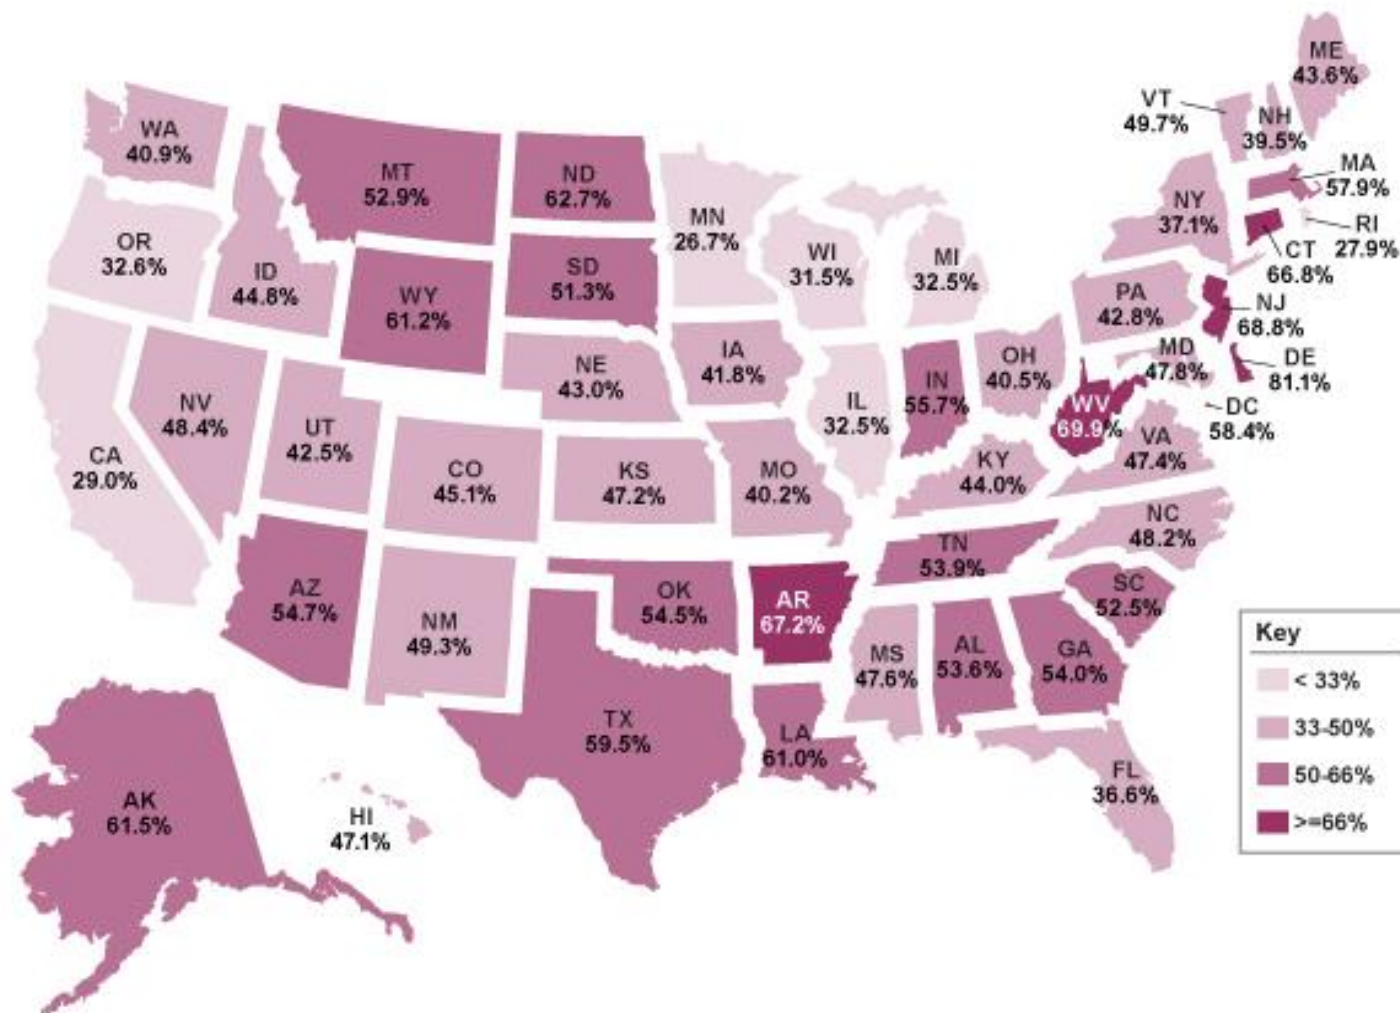 ME
43.6%
VT
49.7%
NH
39.5%
WA
40.9%
MT
52.9%
ND
62.7%
MN
26.7%
MA
57.9%
NY
37.1%
RI
27.9%
CT
66.8%
OR
32.6%
ID
44.8%
WY
61.2%
SD
51.3%
WI
31.5%
MI
32.5%
PA
42.8%
NJ
68.8%
NE
43.0%
IA
41.8%
IN
55.7%
OH
40.5%
MD
47.8%
DE
81.1%
NV
48.4%
UT
42.5%
IL
32.5%
WV
69.9%
DC
58.4%
CA
29.0%
CO
45.1%
KS
47.2%
MO
40.2%
KY
44.0%
VA
47.4%
NC
48.2%
TN
53.9%
AZ
54.7%
NM
49.3%
OK
54.5%
AR
67.2%
SC
52.5%
MS
47.6%
AL
53.6%
GA
54.0%
TX
59.5%
LA
61.0%
FL
36.6%
AK
61.5%
HI
47.1%
Key
< 33%
33-50%
50-66%
>=66%